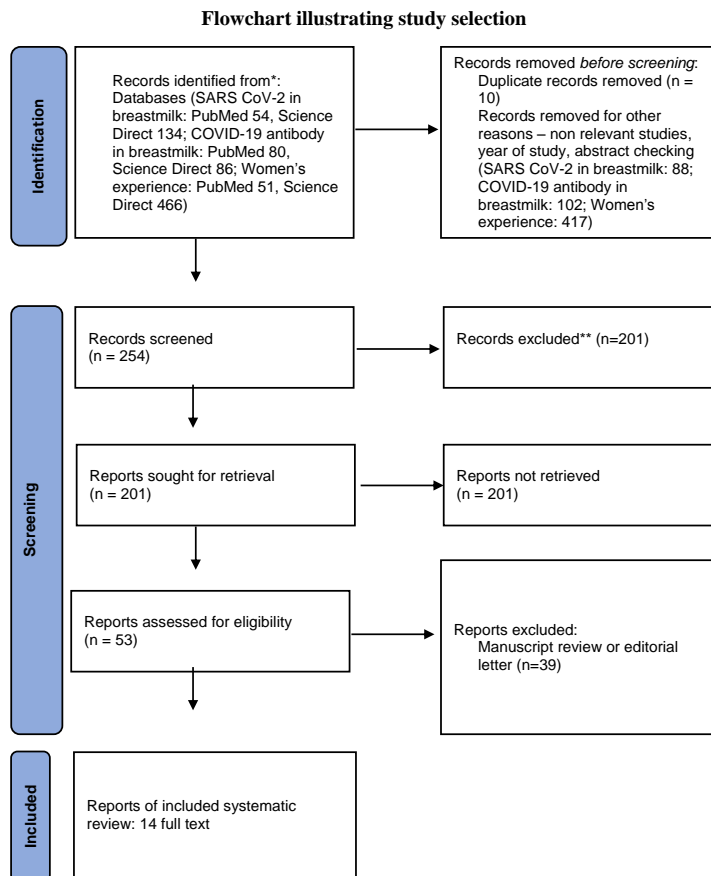 Flowchart illustrating study selection
Identification
Records identified from*:
Databases (SARS CoV-2 in
breastmilk: PubMed 54, Science
Direct 134; COVID-19 antibody
in breastmilk: PubMed 80,
Science Direct 86; Women's
experience: PubMed 51, Science
Direct 466)
Records removed before screening:
Duplicate records removed (n =
10)
Records removed for other
reasons – non relevant studies,
year of study, abstract checking
(SARS CoV-2 in breastmilk: 88;
COVID-19 antibody in
breastmilk: 102; Women's
experience: 417)
Screening
Records screened
(n = 254)
Records excluded** (n=201)
Reports sought for retrieval
(n = 201)
Reports not retrieved
(n = 201)
Reports assessed for eligibility
(n = 53)
Reports excluded:
Manuscript review or editorial
letter (n=39)
Included
Reports of included systematic
review: 14 full text